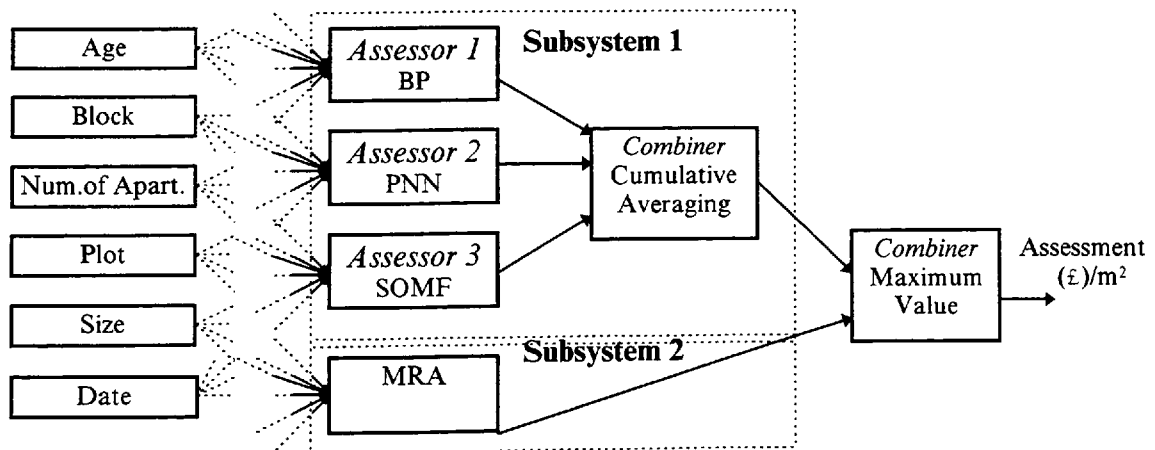 Age
Block
Num.of Apart.
Plot
Size
Date
Subsystem 1
Assessor 1
BP
Assessor 2
PNN
Assessor 3
SOMF
Combiner
Cumulative
Averaging
Subsystem 2
MRA
Combiner
Maximum
Value
Assessment
(£)/m²